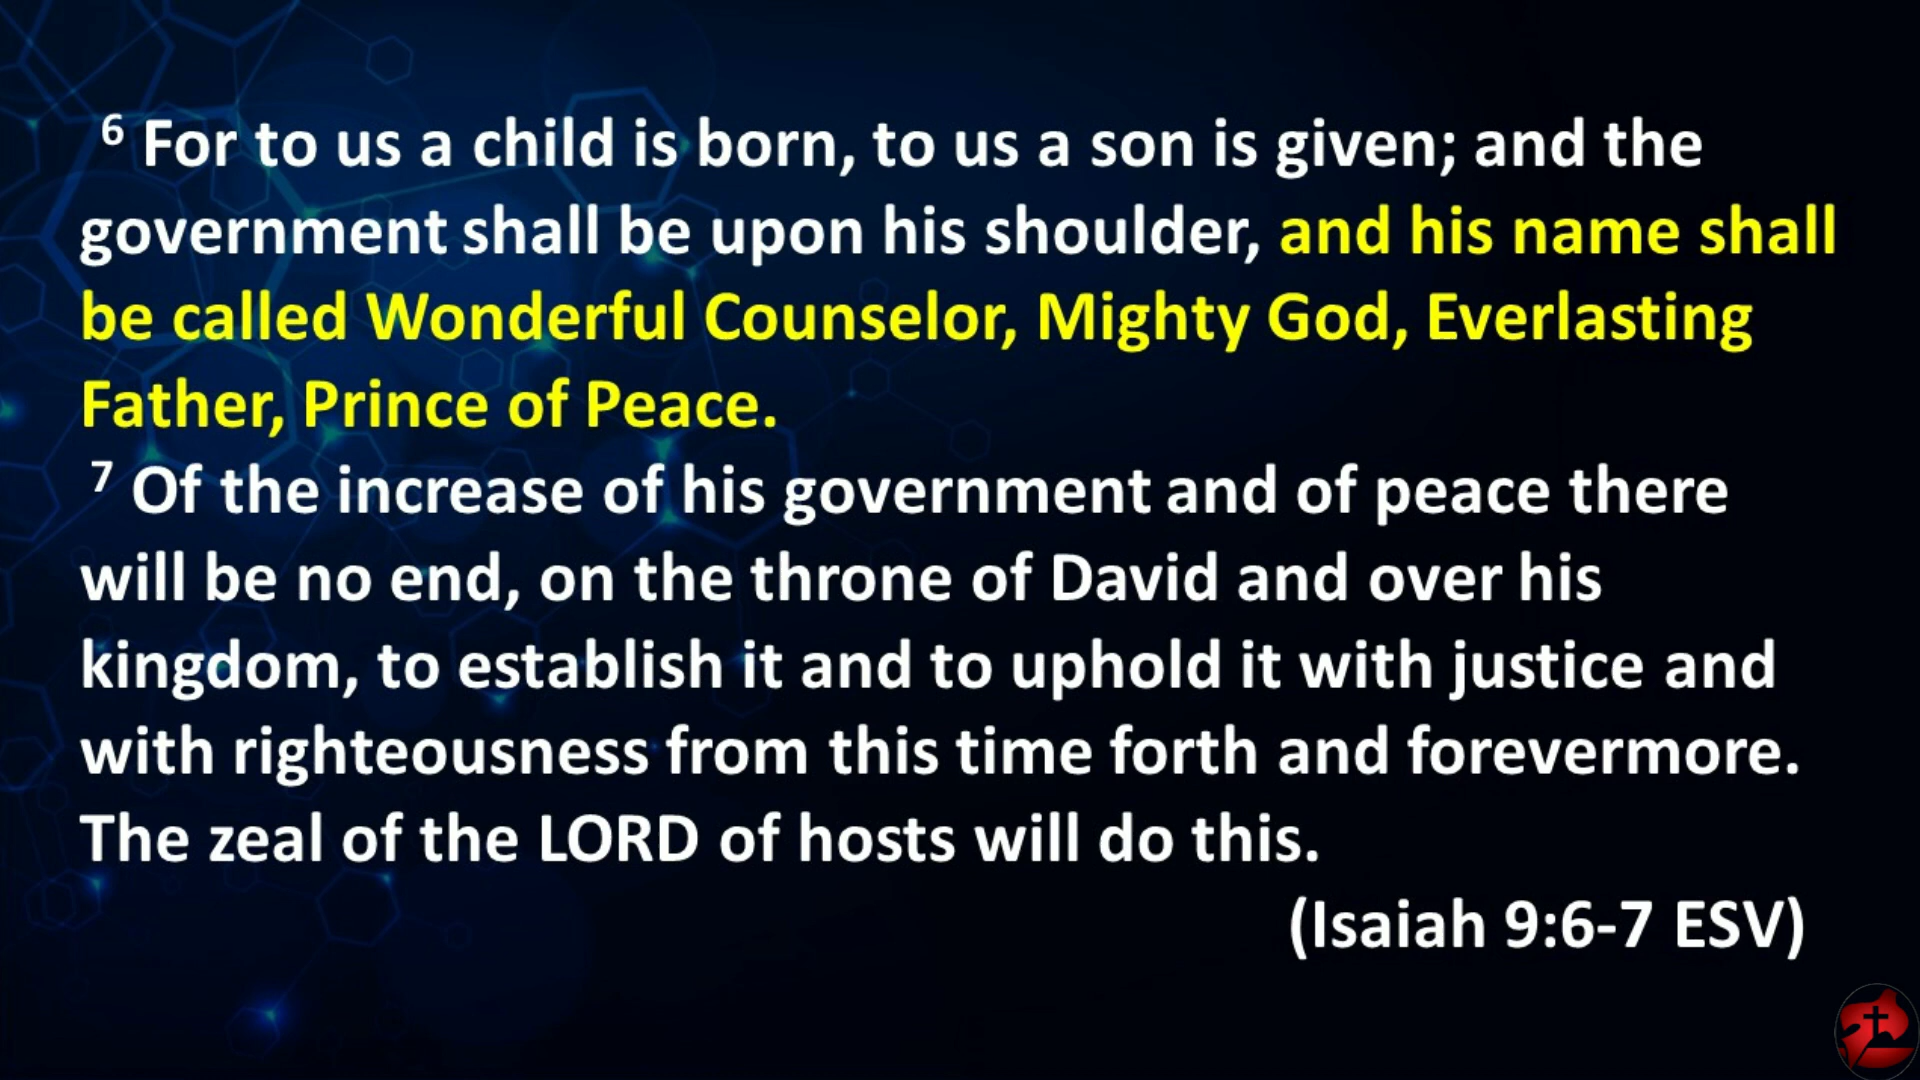 6 For to us a child is born, to us a son is given; and the
government shall be upon his shoulder, and his name shall
be called Wonderful Counselor, Mighty God, Everlasting
Father, Prince of Peace.
7 Of the increase of his government and of peace there
will be no end, on the throne of David and over his
kingdom, to establish it and to uphold it with justice and
with righteousness from this time forth and forevermore.
The zeal of the LORD of hosts will do this.
(Isaiah 9:6-7 ESV)